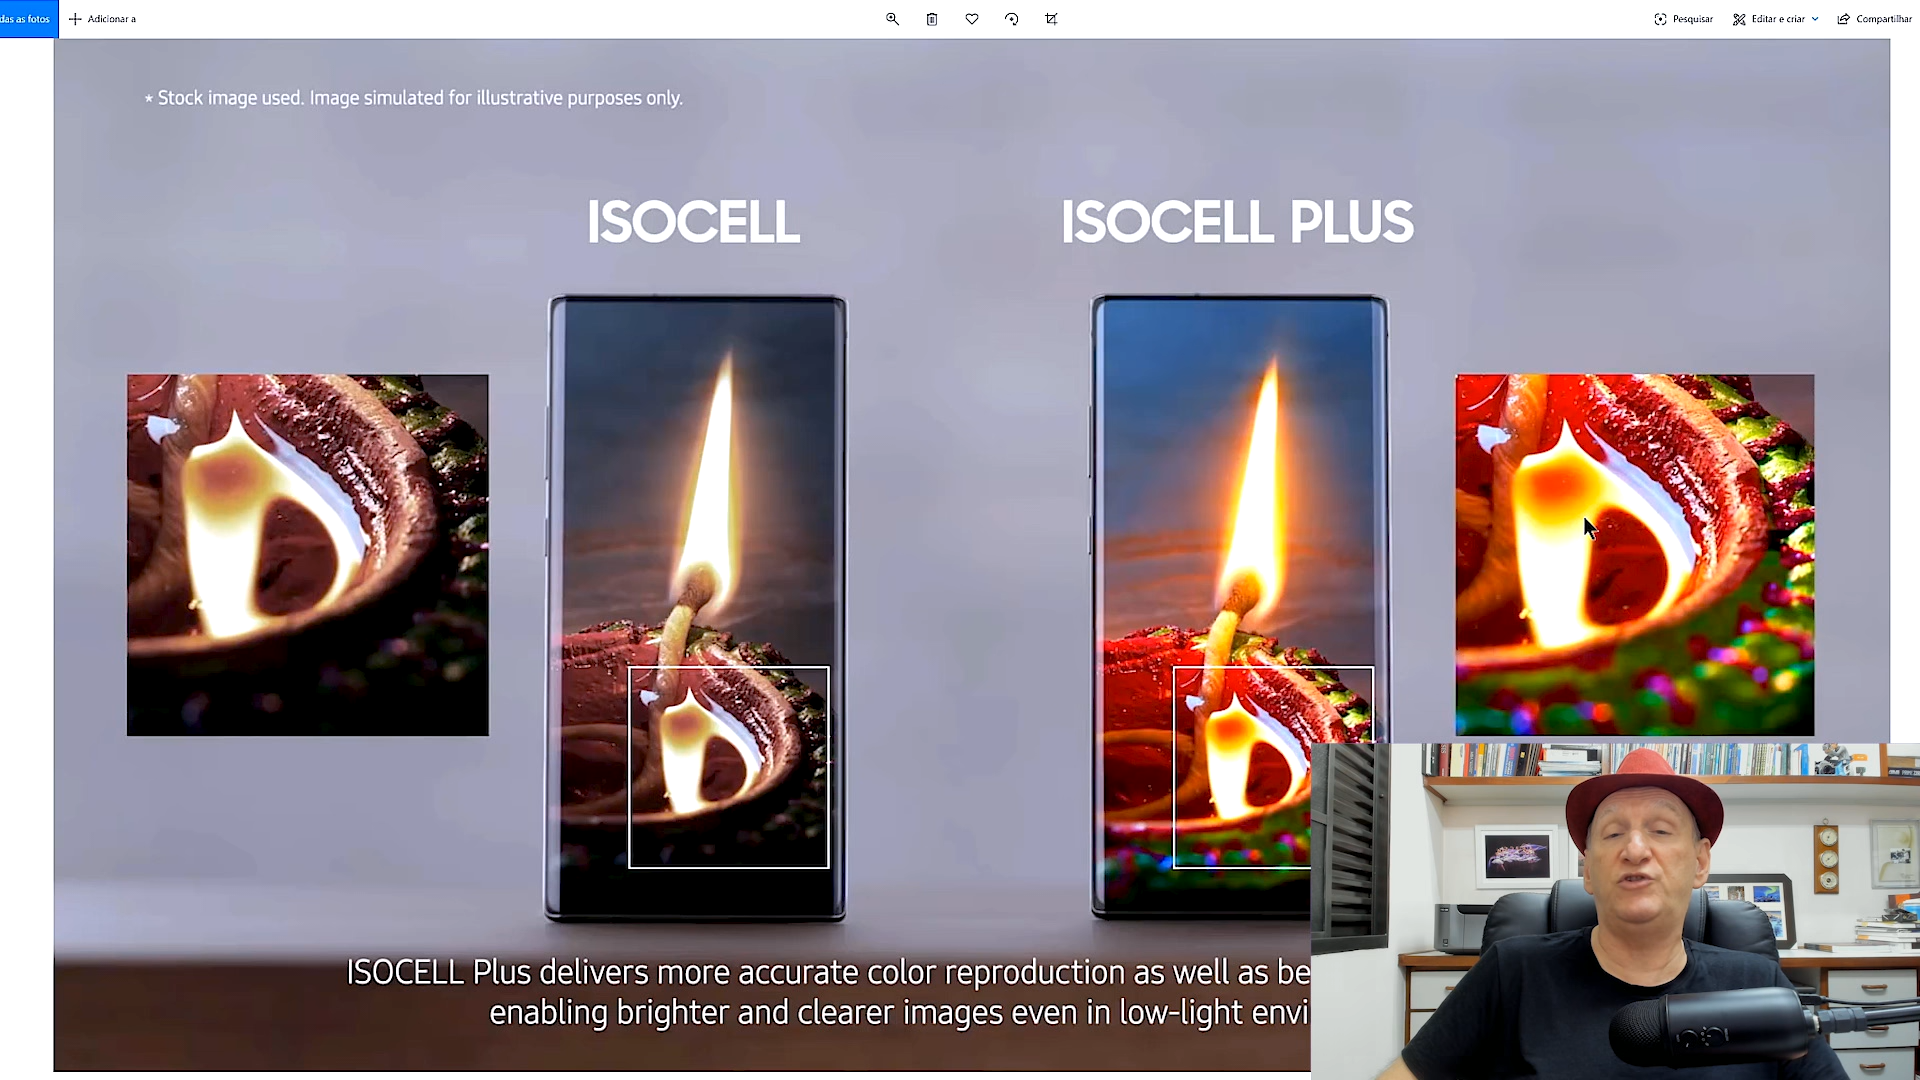 das as fotos
Adicionar a
Pesquisar
Editar e criar
Compartilhar
* Stock image used. Image simulated for illustrative purposes only.
ISOCELL
ISOCELL PLUS
ISOCELL Plus delivers more accurate color reproduction as well as be
enabling brighter and clearer images even in low-light envi